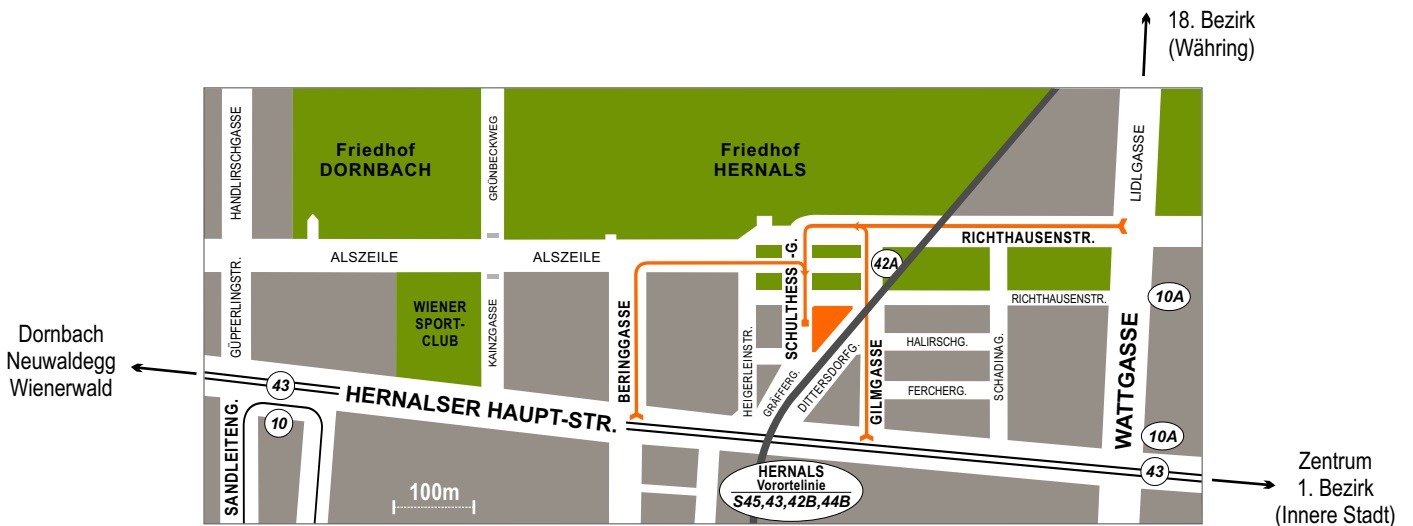 18. Bezirk
(Währing)
HANDLIRSCHGASSE
Friedhof
DORNBACH
GRÜNBECKWEG
Friedhof
HERNALS
LIDLGASSE
RICHTHAUSENSTR.
ALSZEILE
ALSZEILE
SCHULTHESS -G.
42A
GÜPFERLINGSTR.
WIENER
SPORT-
CLUB
KAINZGASSE
BERINGGASSE
HEIGERLEINSTR.
GRÄFFERG.
DITTERSDORFG.
GILMGASSE
HALIRSCHG.
FERCHERG.
SCHADINAG.
RICHTHAUSENSTR.
10A
WATTGASSE
10A
Dornbach
Neuwaldegg
Wienerwald
43
HERNALSER HAUPT-STR.
10
SANDLEITENG.
100m
HERNALS
Vorortelinie
S45,43,42B,44B
43
Zentrum
1. Bezirk
(Innere Stadt)